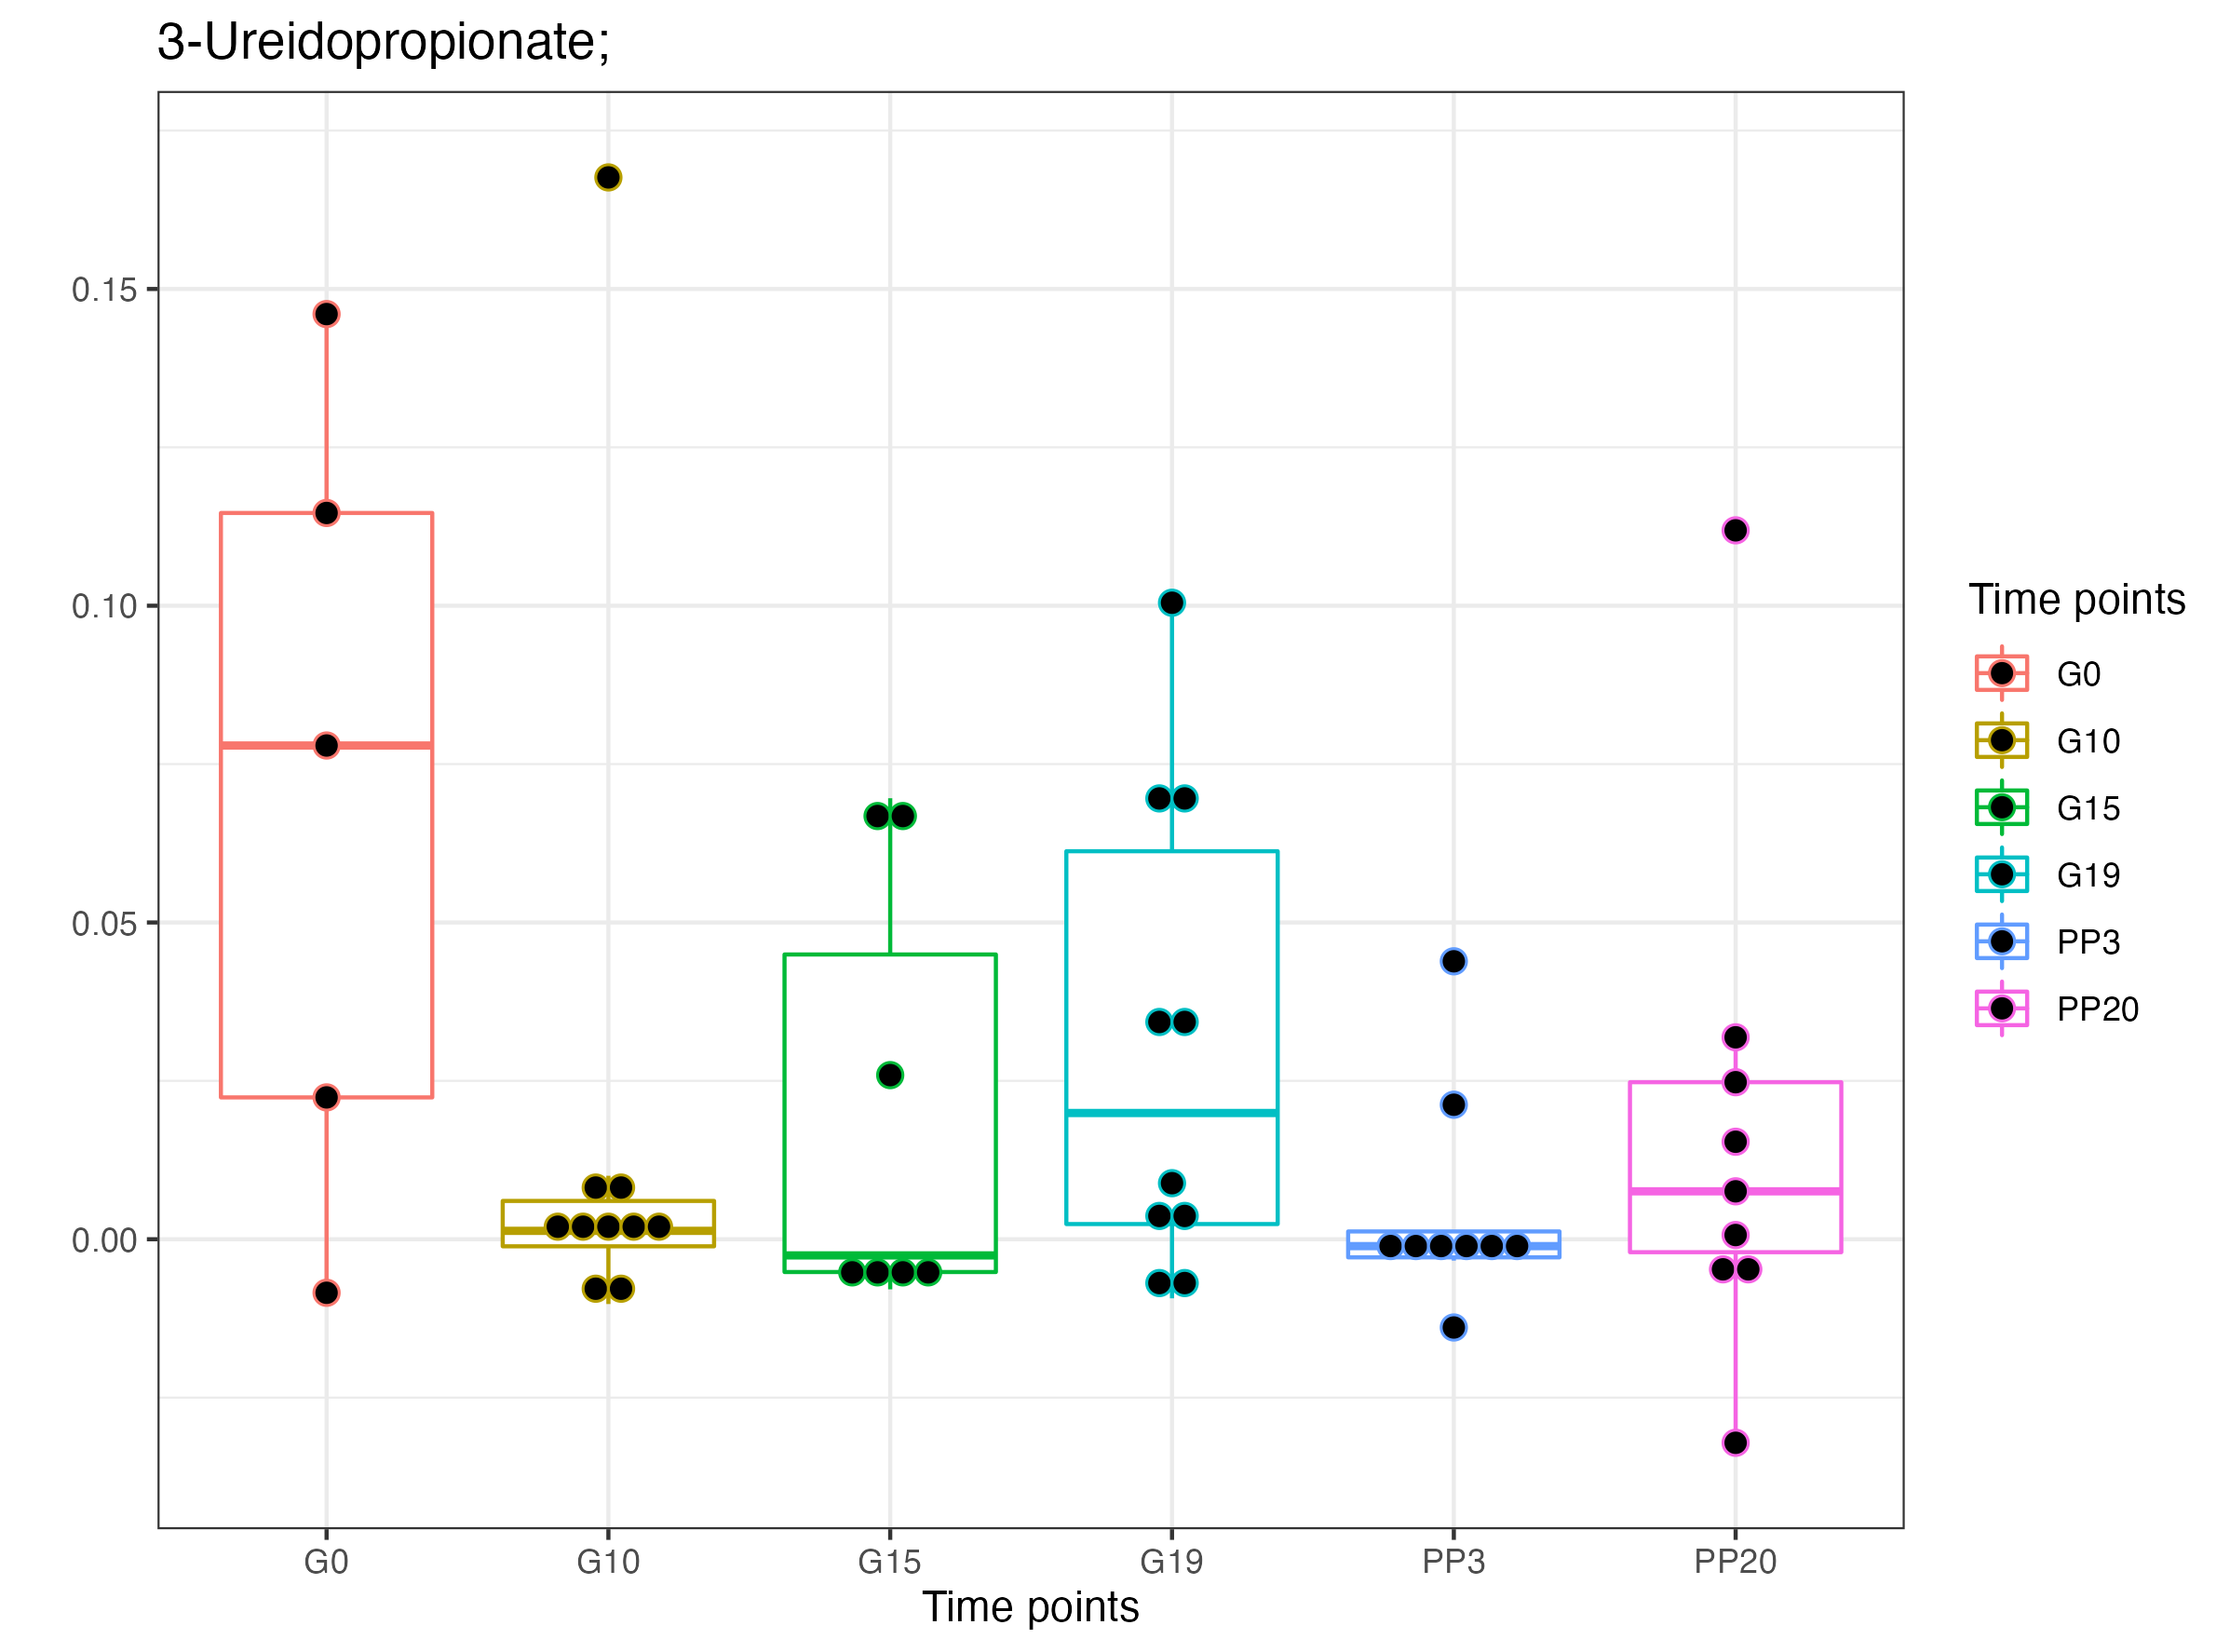 3-Ureidopropionate;
0.15
0.10
0.05
0.00
G0 G10 G15 G19 PP3 PP20
Time points
Time points
G0
G10
G15
G19
PP3
PP20